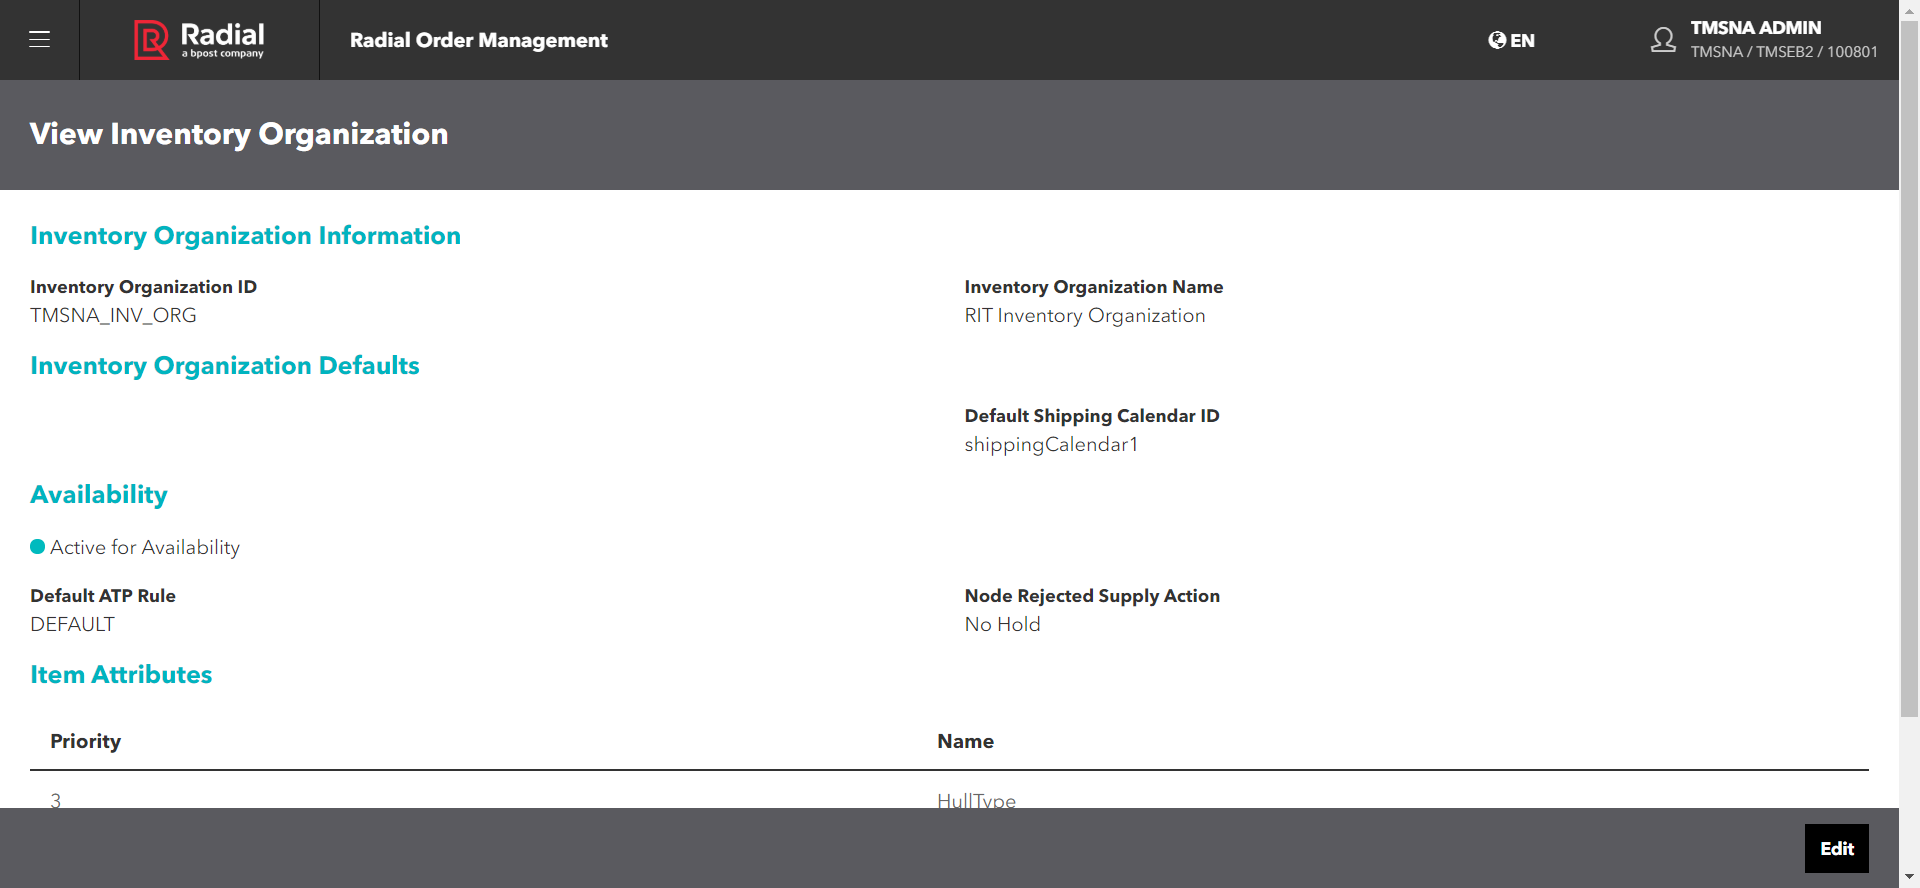 Radial
a bpost company
Radial Order Management
EN
TMSNA ADMIN
TMSNA / TMSEB2 / 100801
View Inventory Organization
Inventory Organization Information
Inventory Organization ID
TMSNA_INV_ORG
Inventory Organization Name
RIT Inventory Organization
Inventory Organization Defaults
Default Shipping Calendar ID
shippingCalendar1
Availability
Active for Availability
Default ATP Rule
DEFAULT
Node Rejected Supply Action
No Hold
Item Attributes
Priority Name
3 HullType
Edit